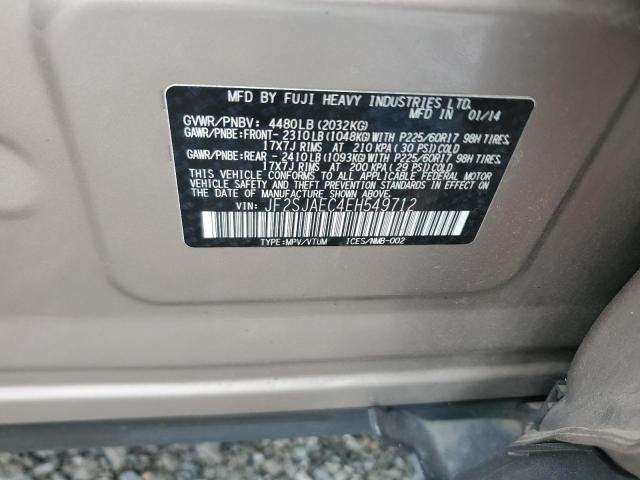 MFD BY FUJI HEAVY INDUSTRIES LTD.
MFD IN 01/14
GVWR/PNBV: 4480LB (2032KG)
GAWR/PNBE:FRONT- 2310LB (1048KG) WITH P225/60R17 98H TIRES,
17X7J RIMS AT 210 KPA (30 PSI) COLD
GAWR/PNBE:REAR - 2410LB (1093KG) WITH P225/60R17 98H TIRES,
17X7J RIMS AT 200 KPA (29 PSI) COLD
THIS VEHICLE CONFORMS TO ALL APPLICABLE FEDERAL MOTOR
VEHICLE SAFETY AND THEFT PREVENTION STANDARDS IN EFFECT ON
THE DATE OF MANUFACTURE SHOWN ABOVE.
VIN: JF2SJAEC4EH549712
TYPE:MPV/VTUM ICES/NMB-002